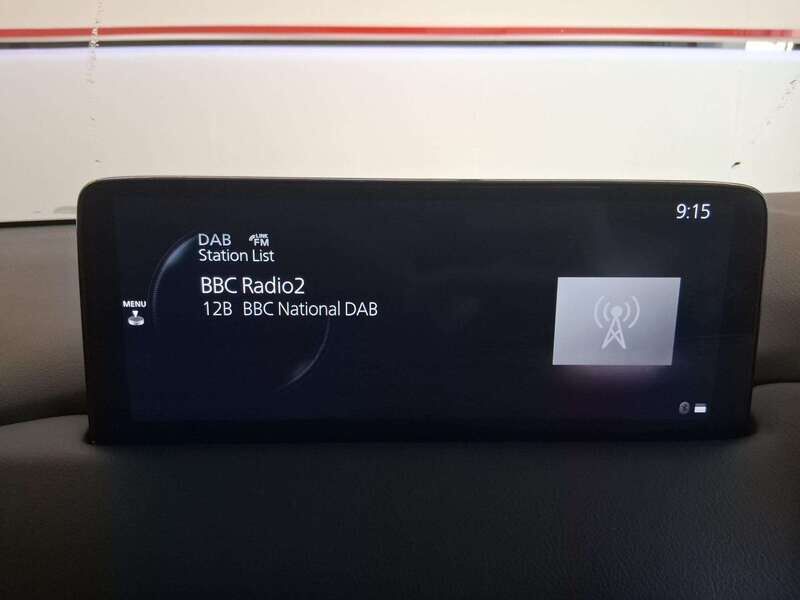 9:15
DAB LINK FM
Station List
BBC Radio2
MENU
12B BBC National DAB